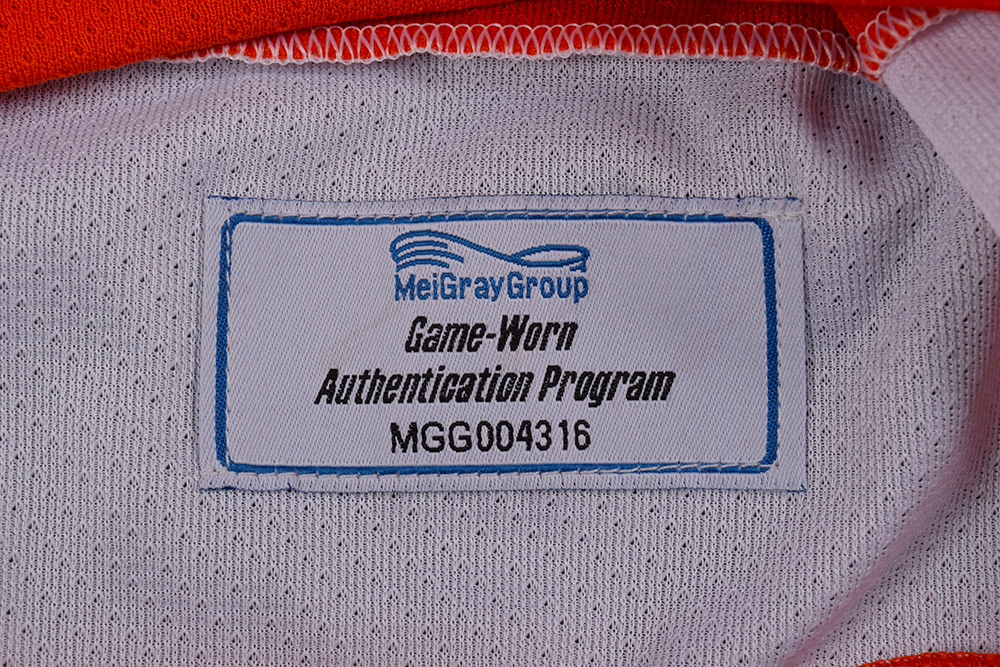 MeiGrayGroup
Game-Worn
Authentication Program
MGG004316